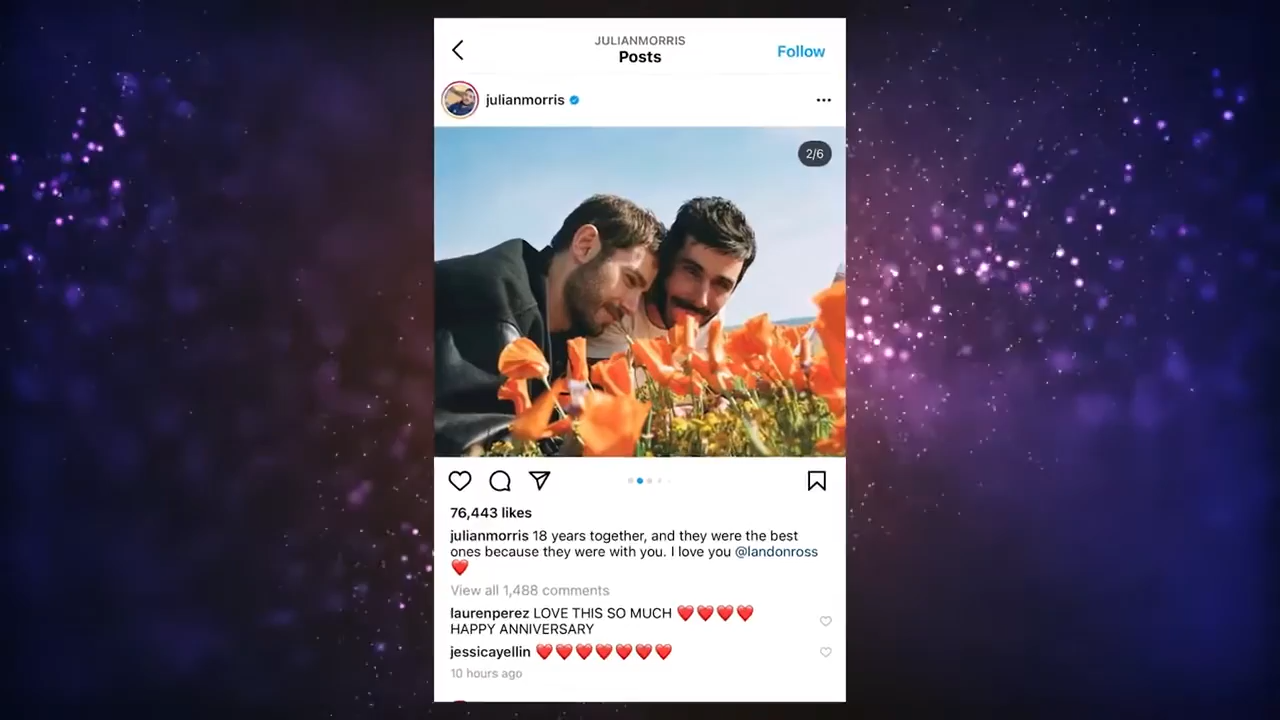 JULIANMORRIS
Posts
Follow
julianmorris
2/6
76,443 likes
julianmorris 18 years together, and they were the best
ones because they were with you. I love you @landonross
❤️
View all 1,488 comments
laurenperez LOVE THIS SO MUCH ❤️❤️❤️❤️
HAPPY ANNIVERSARY
jessicayellin ❤️❤️❤️❤️❤️❤️❤️
10 hours ago